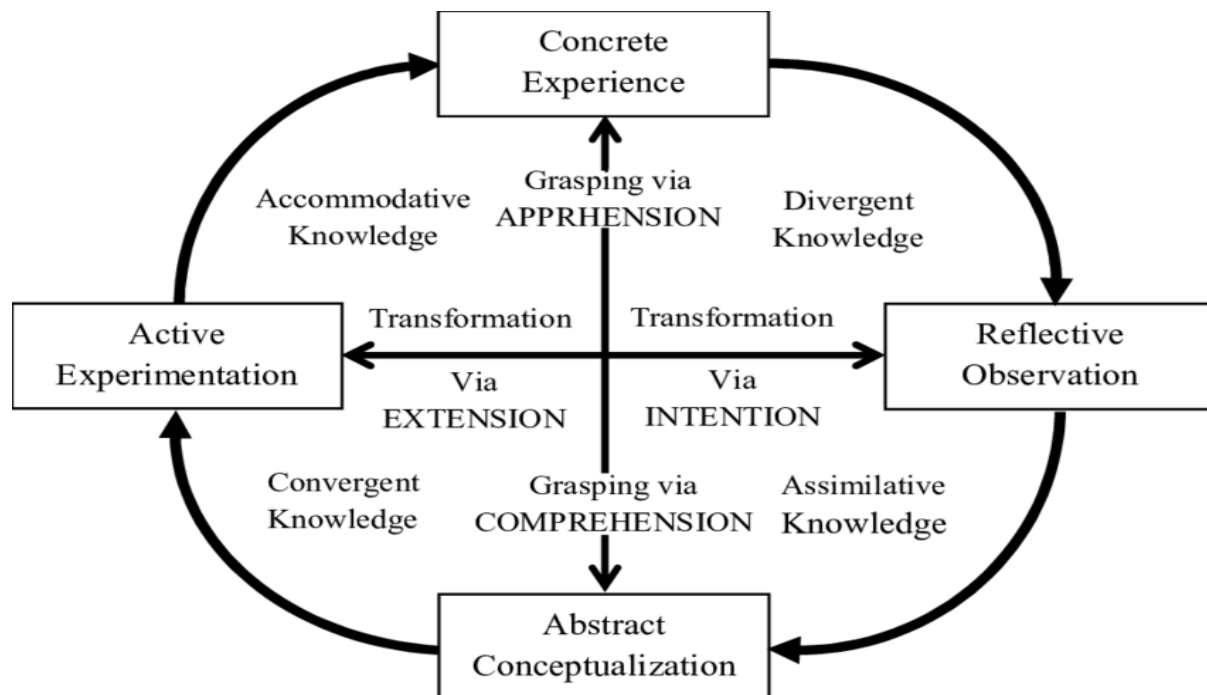 Concrete
Experience
Grasping via
APPRHENSION
Accommodative
Knowledge
Divergent
Knowledge
Active
Experimentation
Transformation
Via
EXTENSION
Transformation
Via
INTENTION
Reflective
Observation
Convergent
Knowledge
Grasping via
COMPREHENSION
Assimilative
Knowledge
Abstract
Conceptualization